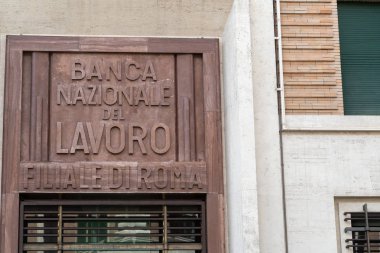 BANCA
NAZIONALE
DEL
LAVORO
FILIALE DI ROMA